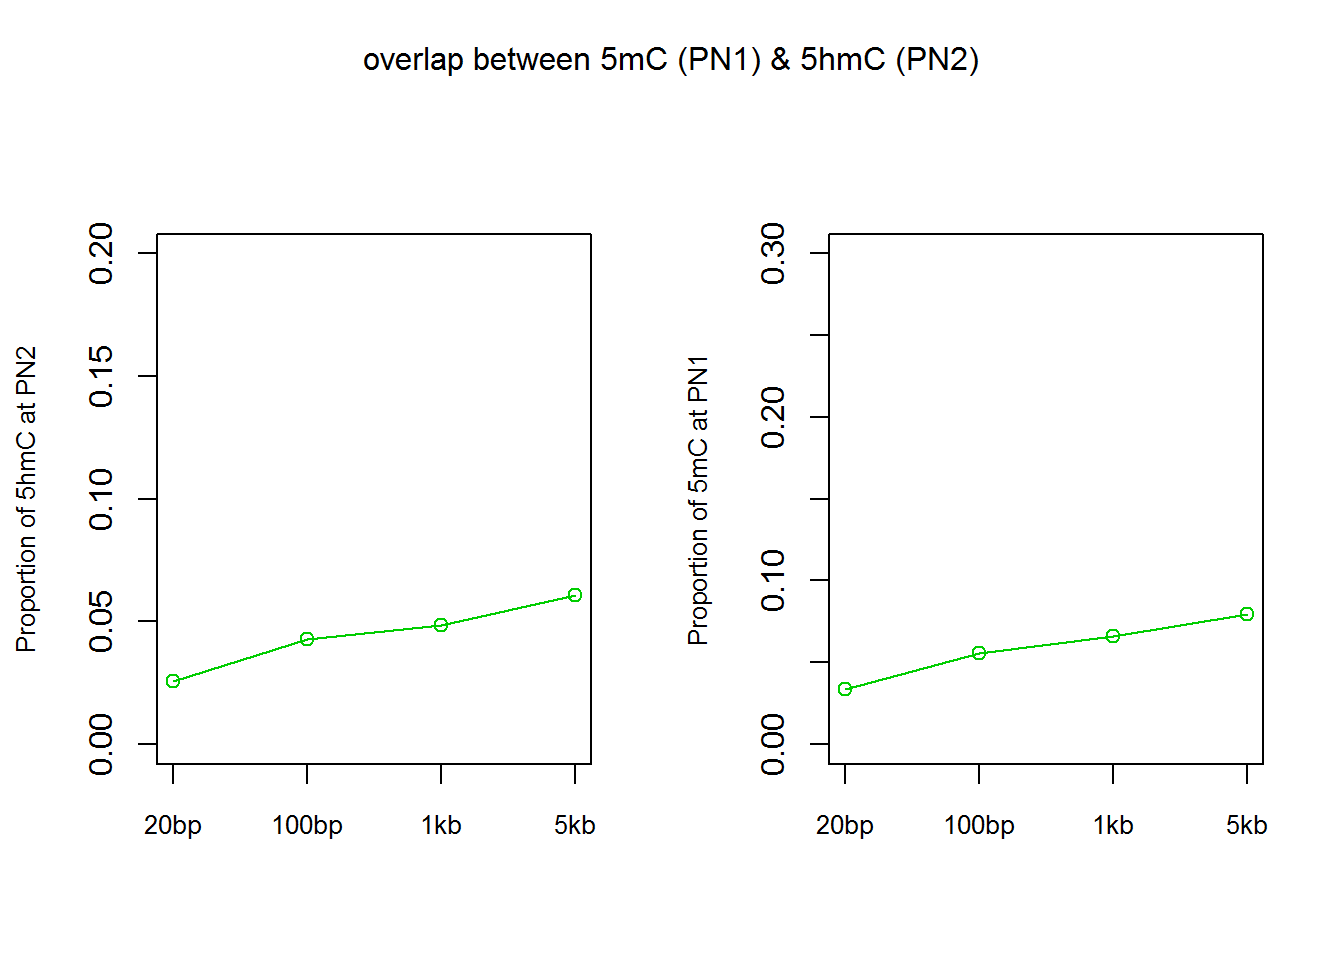 overlap between 5mC (PN1) & 5hmC (PN2)
Proportion of 5hmC at PN2
0.20
0.15
0.10
0.05
0.00
20bp 100bp 1kb 5kb
Proportion of 5mC at PN1
0.30
0.20
0.10
0.00
20bp 100bp 1kb 5kb